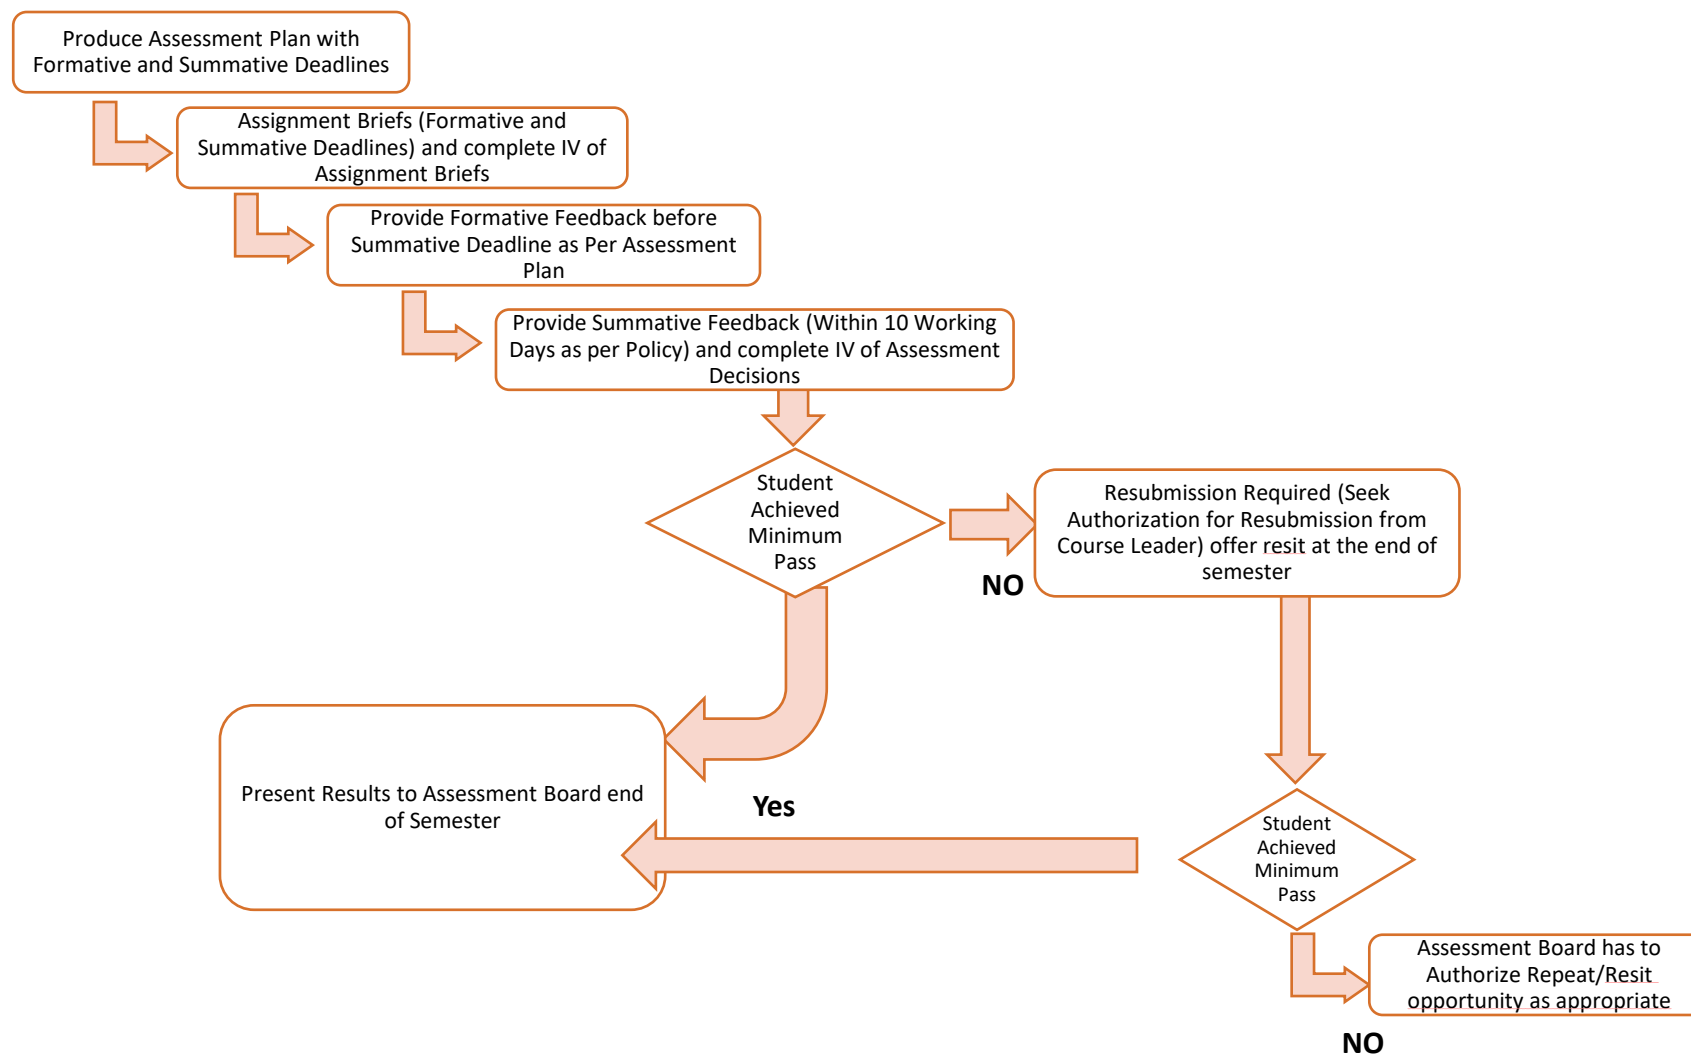 Produce Assessment Plan with
Formative and Summative Deadlines
Assignment Briefs (Formative and
Summative Deadlines) and complete IV of
Assignment Briefs
Provide Formative Feedback before
Summative Deadline as Per Assessment
Plan
Provide Summative Feedback (Within 10 Working
Days as per Policy) and complete IV of Assessment
Decisions
Student
Achieved
Minimum
Pass
NO
Resubmission Required (Seek
Authorization for Resubmission from
Course Leader) offer resit at the end of
semester
Present Results to Assessment Board end
of Semester
Yes
Student
Achieved
Minimum
Pass
Assessment Board has to
Authorize Repeat/Resit
opportunity as appropriate
NO